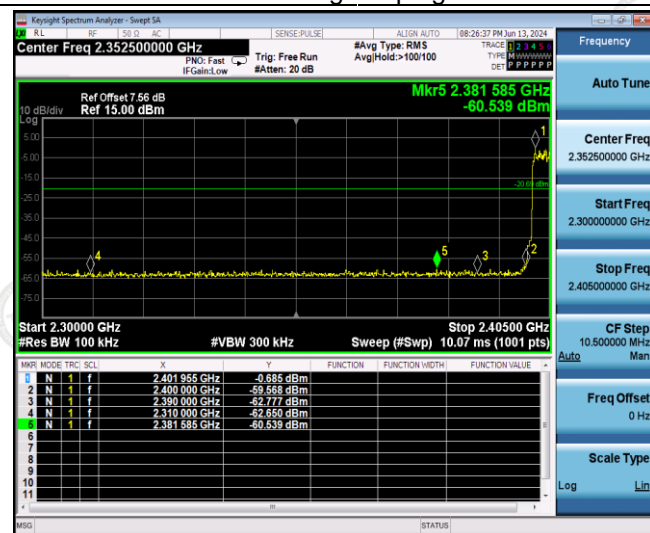 Keysight Spectrum Analyzer - Swept SA
RL RF 50 Ω AC SENSE:PULSE ALIGN AUTO 08:26:37 PM Jun 13, 2024
Center Freq 2.352500000 GHz
PNO: Fast
IFGain:Low
Trig: Free Run
#Atten: 20 dB
#Avg Type: RMS
Avg|Hold:>100/100
TRACE 1 2 3 4 5 6
TYPE M WWWWW
DET P P P P P P
Mkr5 2.381 585 GHz
-60.539 dBm
Ref Offset 7.56 dB
10 dB/div Ref 15.00 dBm
Log
5.00
-5.00
-15.0
-25.0
-35.0
-45.0
-55.0
-65.0
-75.0
1
-20.69 dBm
4
5
3
2
Start 2.30000 GHz Stop 2.40500 GHz
#Res BW 100 kHz #VBW 300 kHz Sweep (#Swp) 10.07 ms (1001 pts)
MKR MODE TRC SCL X Y FUNCTION FUNCTION WIDTH FUNCTION VALUE
1 N 1 f 2.401 955 GHz -0.685 dBm
2 N 1 f 2.400 000 GHz -59.568 dBm
3 N 1 f 2.390 000 GHz -62.777 dBm
4 N 1 f 2.310 000 GHz -62.650 dBm
5 N 1 f 2.381 585 GHz -60.539 dBm
6
7
8
9
10
11
MSG STATUS
Frequency
Auto Tune
Center Freq
2.352500000 GHz
Start Freq
2.300000000 GHz
Stop Freq
2.405000000 GHz
CF Step
10.500000 MHz
Auto Man
Freq Offset
0 Hz
Scale Type
Log Lin